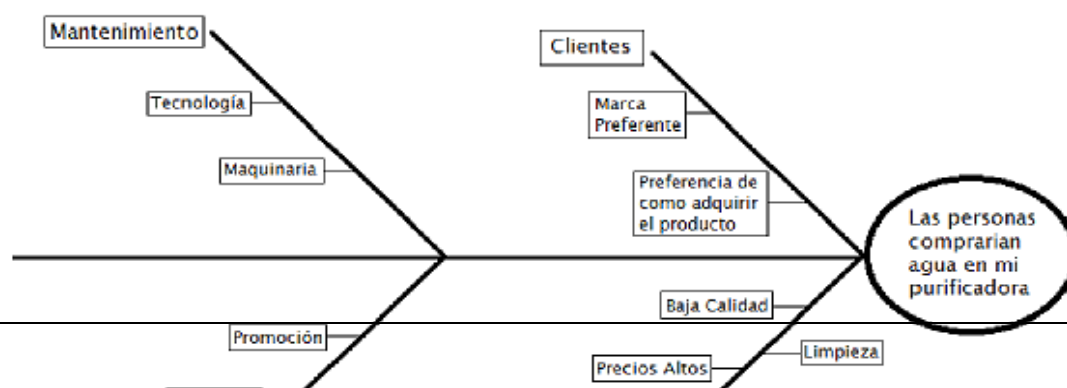 Mantenimiento
Clientes
Tecnología
Marca
Preferente
Maquinaria
Preferencia de
como adquirir
el producto
Las personas
comprarian
agua en mi
purificadora
Baja Calidad
Promoción
Limpieza
Precios Altos